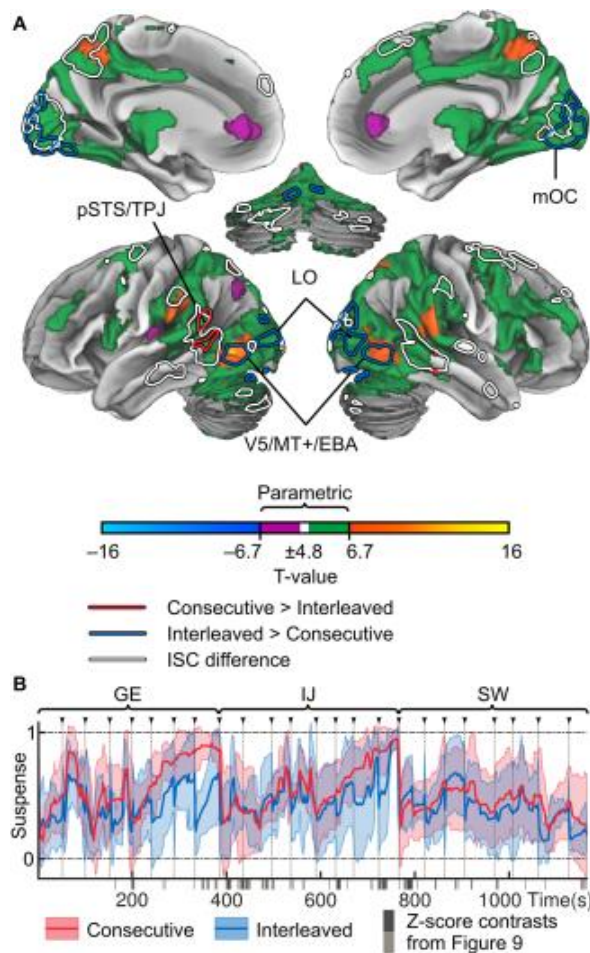 A
pSTS/TPJ
mOC
LO
V5/MT+/EBA
Parametric
–16
–6.7
±4.8
6.7
16
T-value
Consecutive > Interleaved
Interleaved > Consecutive
ISC difference
B
GE
IJ
SW
1
Suspense
0
200
400
600
800
1000
Time(s)
Consecutive
Interleaved
Z-score contrasts
from Figure 9